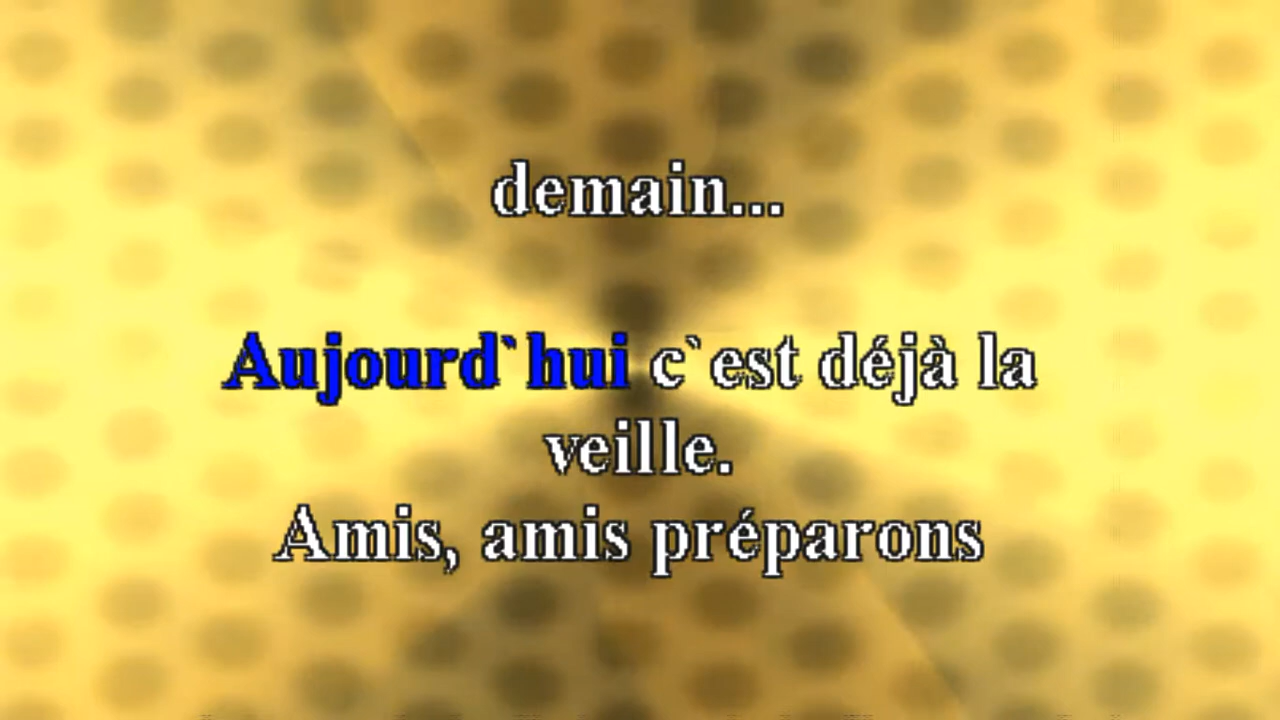 demain...
Aujourd`hui c`est déjà la
veille.
Amis, amis préparons